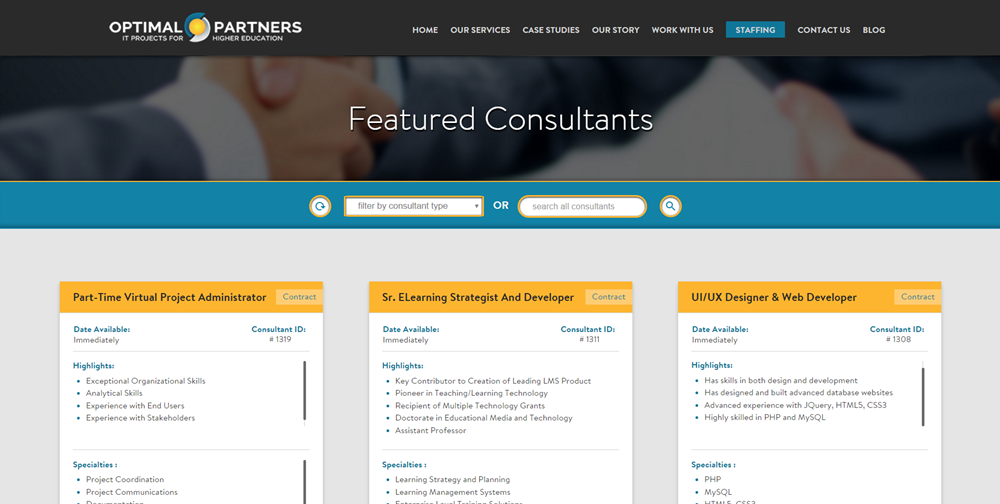 OPTIMAL PARTNERS
IT PROJECTS FOR HIGHER EDUCATION
HOME OUR SERVICES CASE STUDIES OUR STORY WORK WITH US STAFFING CONTACT US BLOG
Featured Consultants
filter by consultant type OR search all consultants
Part-Time Virtual Project Administrator Contract
Date Available: Consultant ID:
Immediately # 1319
Highlights:
Exceptional Organizational Skills
Analytical Skills
Experience with End Users
Experience with Stakeholders
Specialties :
Project Coordination
Project Communications
Documentation
Sr. ELearning Strategist And Developer Contract
Date Available: Consultant ID:
Immediately # 1311
Highlights:
Key Contributor to Creation of Leading LMS Product
Pioneer in Teaching/Learning Technology
Recipient of Multiple Technology Grants
Doctorate in Educational Media and Technology
Assistant Professor
Specialties :
Learning Strategy and Planning
Learning Management Systems
Enterprise Level Training Solutions
UI/UX Designer & Web Developer Contract
Date Available: Consultant ID:
Immediately # 1308
Highlights:
Has skills in both design and development
Has designed and built advanced database websites
Advanced experience with JQuery, HTML5, CSS3
Highly skilled in PHP and MySQL
Specialties :
PHP
MySQL
HTML5, CSS3